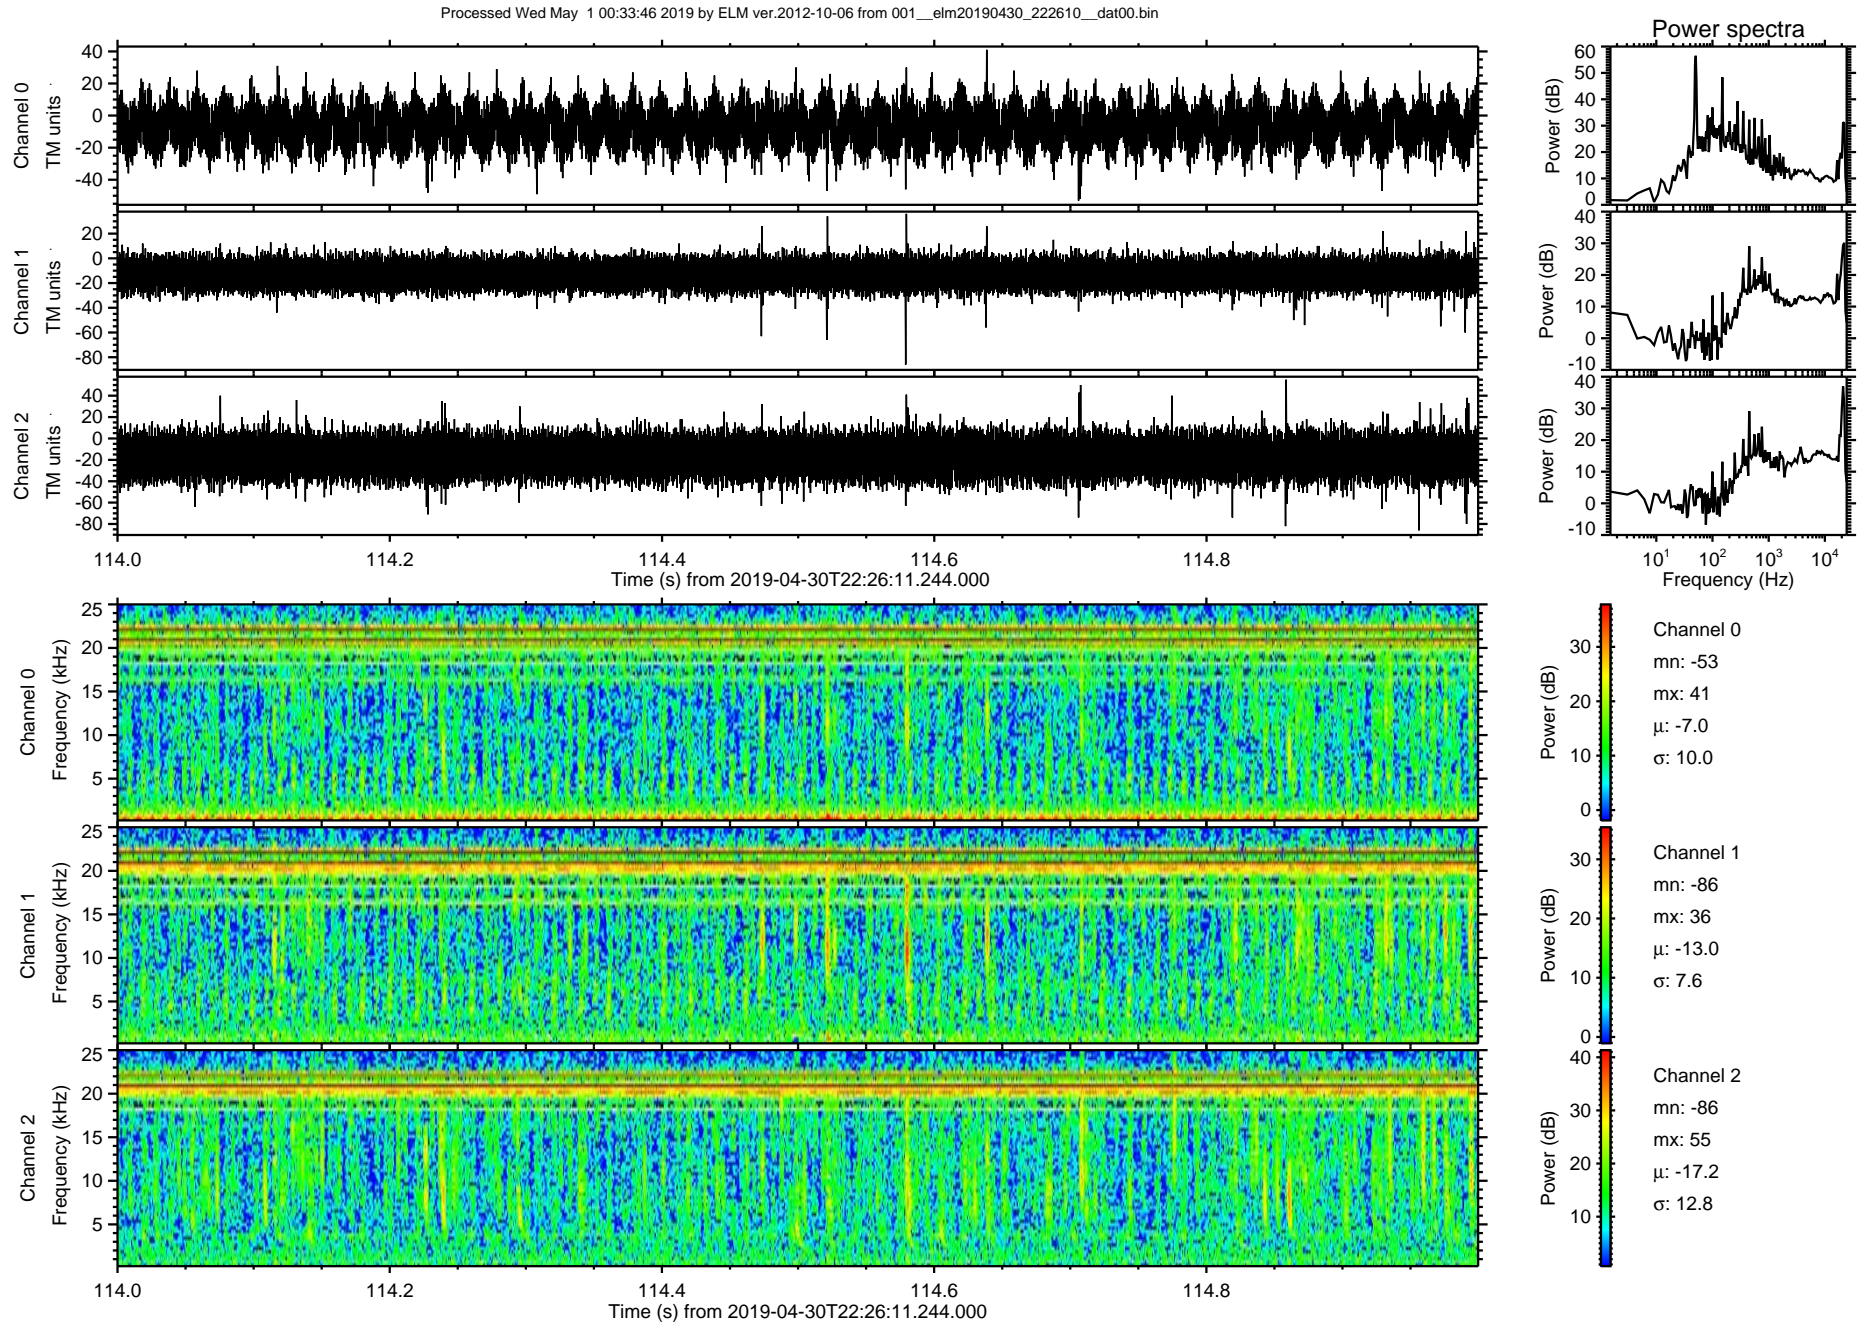 Processed Wed May  1 00:33:46 2019 by ELM ver.2012-10-06 from 001__elm20190430_222610__dat00.bin
Power spectra
Channel 0
TM units
40
20
0
-20
-40
Power (dB)
60
50
40
30
20
10
0
Channel 1
TM units
20
0
-20
-40
-60
-80
Power (dB)
40
30
20
10
0
-10
Channel 2
TM units
40
20
0
-20
-40
-60
-80
Power (dB)
40
30
20
10
0
-10
114.0 114.2 114.4 114.6 114.8
Time (s) from 2019-04-30T22:26:11.244.000
10^1 10^2 10^3 10^4
Frequency (Hz)
Channel 0
Frequency (kHz)
25
20
15
10
5
Power (dB)
30
20
10
0
Channel 0
mn: -53
mx: 41
μ: -7.0
σ: 10.0
Channel 1
Frequency (kHz)
25
20
15
10
5
Power (dB)
30
20
10
0
Channel 1
mn: -86
mx: 36
μ: -13.0
σ: 7.6
Channel 2
Frequency (kHz)
25
20
15
10
5
Power (dB)
40
30
20
10
Channel 2
mn: -86
mx: 55
μ: -17.2
σ: 12.8
114.0 114.2 114.4 114.6 114.8
Time (s) from 2019-04-30T22:26:11.244.000